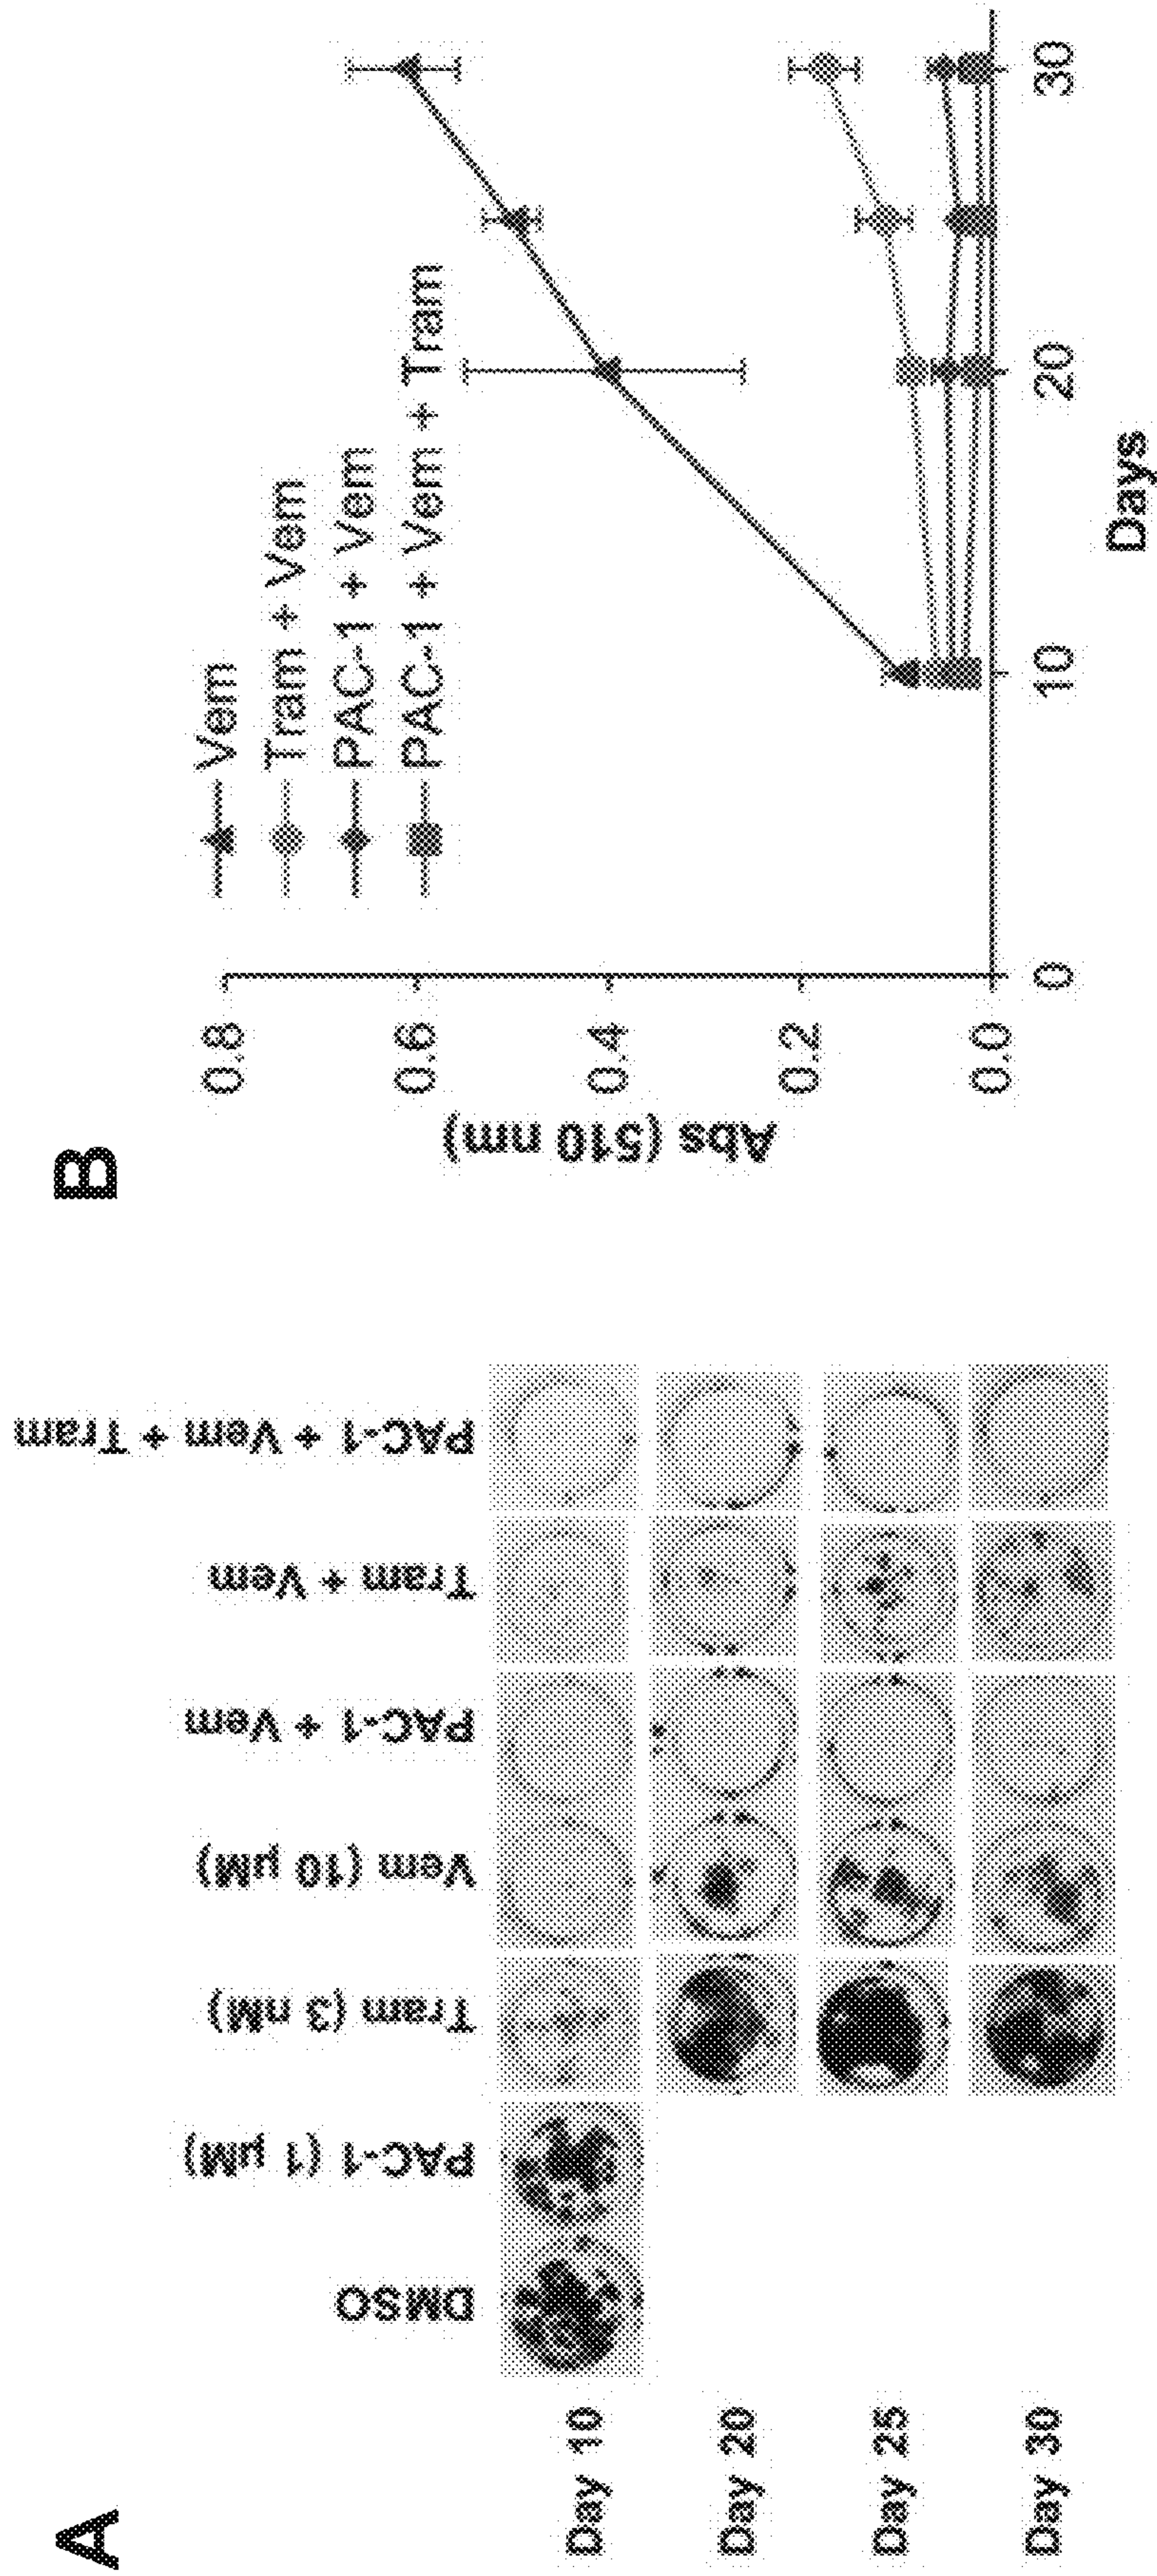 A
DMSO
PAC-1 (1 µM)
Tram (3 nM)
Vem (10 µM)
PAC-1 + Vem
Tram + Vem
PAC-1 + Vem + Tram
Day 10
Day 20
Day 25
Day 30
B
Vem
Tram + Vem
PAC-1 + Vem
PAC-1 + Vem + Tram
Abs (510 nm)
0.8
0.6
0.4
0.2
0.0
0
10
20
30
Days